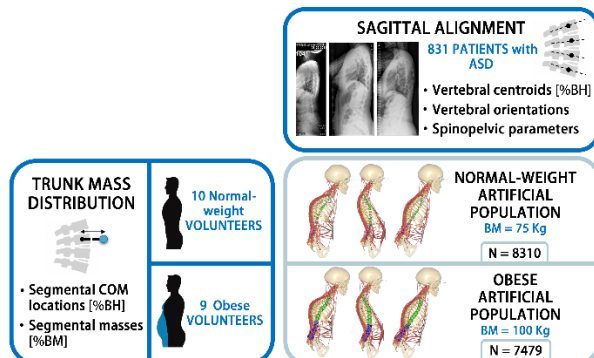 SAGITTAL ALIGNMENT
831 PATIENTS with
ASD
• Vertebral centroids [%BH]
• Vertebral orientations
• Spinopelvic parameters
TRUNK MASS
DISTRIBUTION
• Segmental COM
locations [%BH]
• Segmental masses
[%BM]
10 Normal-
weight
VOLUNTEERS
9 Obese
VOLUNTEERS
NORMAL-WEIGHT
ARTIFICIAL
POPULATION
BM = 75 Kg
N = 8310
OBESE
ARTIFICIAL
POPULATION
BM = 100 Kg
N = 7479